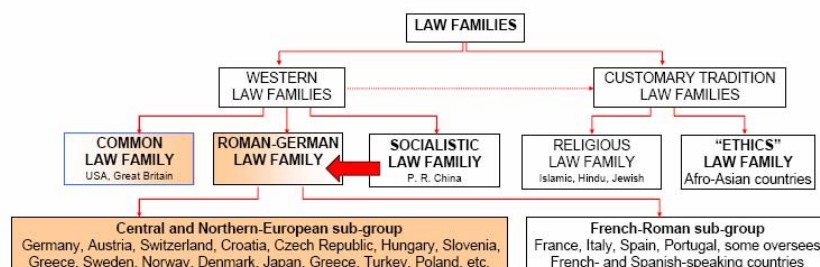 LAW FAMILIES
WESTERN
LAW FAMILIES
CUSTOMARY TRADITION
LAW FAMILIES
COMMON
LAW FAMILY
USA, Great Britain
ROMAN-GERMAN
LAW FAMILY
SOCIALISTIC
LAW FAMILIY
P. R. China
RELIGIOUS
LAW FAMILY
Islamic, Hindu, Jewish
“ETHICS”
LAW FAMILY
Afro-Asian countries
Central and Northern-European sub-group
Germany, Austria, Switzerland, Croatia, Czech Republic, Hungary, Slovenia,
Greece, Sweden, Norway, Denmark, Japan, Greece, Turkey, Poland, etc.
French-Roman sub-group
France, Italy, Spain, Portugal, some oversees
French- and Spanish-speaking countries